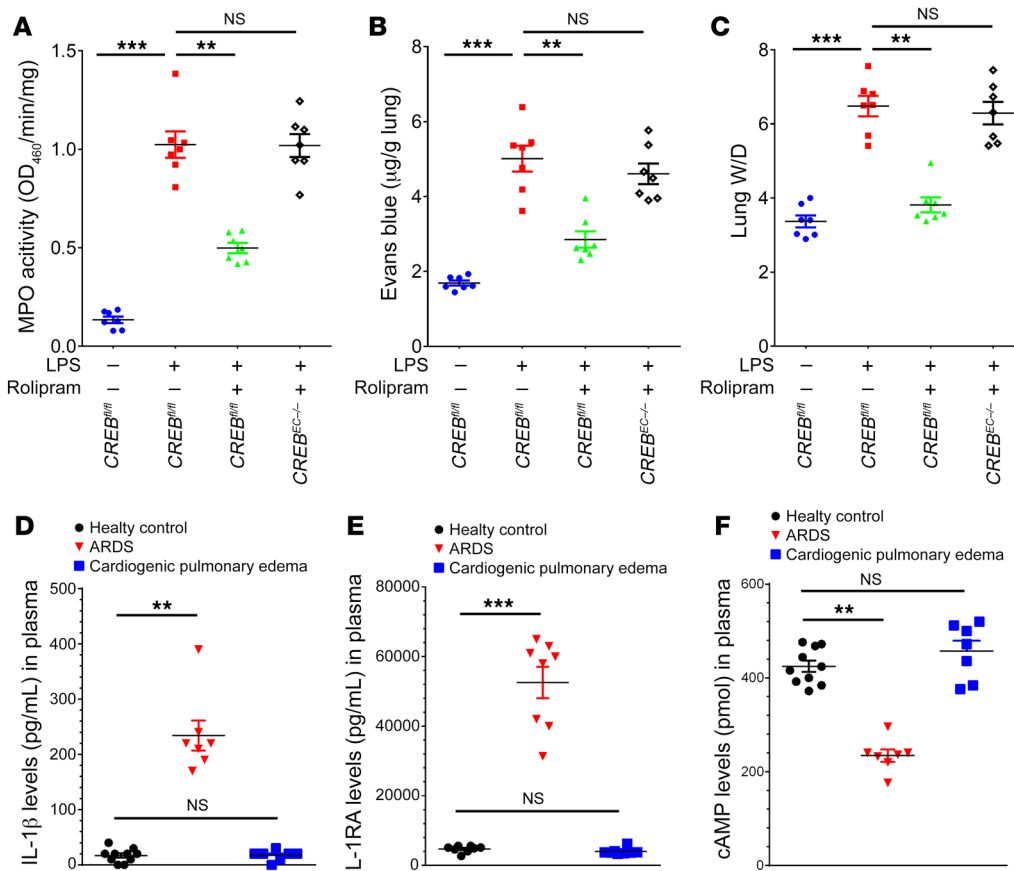 A
NS
***
**
MPO acitivity (OD460/min/mg)
1.5
1.0
0.5
0.0
LPS − + + +
Rolipram − − + +
CREBfl/fl
CREBfl/fl
CREBfl/fl
CREBEC−/−
B
NS
***
**
Evans blue (μg/g lung)
8
6
4
2
0
LPS − + + +
Rolipram − − + +
CREBfl/fl
CREBfl/fl
CREBfl/fl
CREBEC−/−
C
NS
***
**
Lung W/D
8
6
4
2
0
− + + +
− − + +
CREBfl/fl
CREBfl/fl
CREBfl/fl
CREBEC−/−
D
Healty control
ARDS
Cardiogenic pulmonary edema
IL-1β levels (pg/mL) in plasma
500
400
300
200
100
0
**
NS
E
Healty control
ARDS
Cardiogenic pulmonary edema
L-1RA levels (pg/mL) in plasma
80000
60000
40000
20000
0
***
NS
F
Healty control
ARDS
Cardiogenic pulmonary edema
cAMP levels (pmol) in plasma
600
400
200
0
NS
**